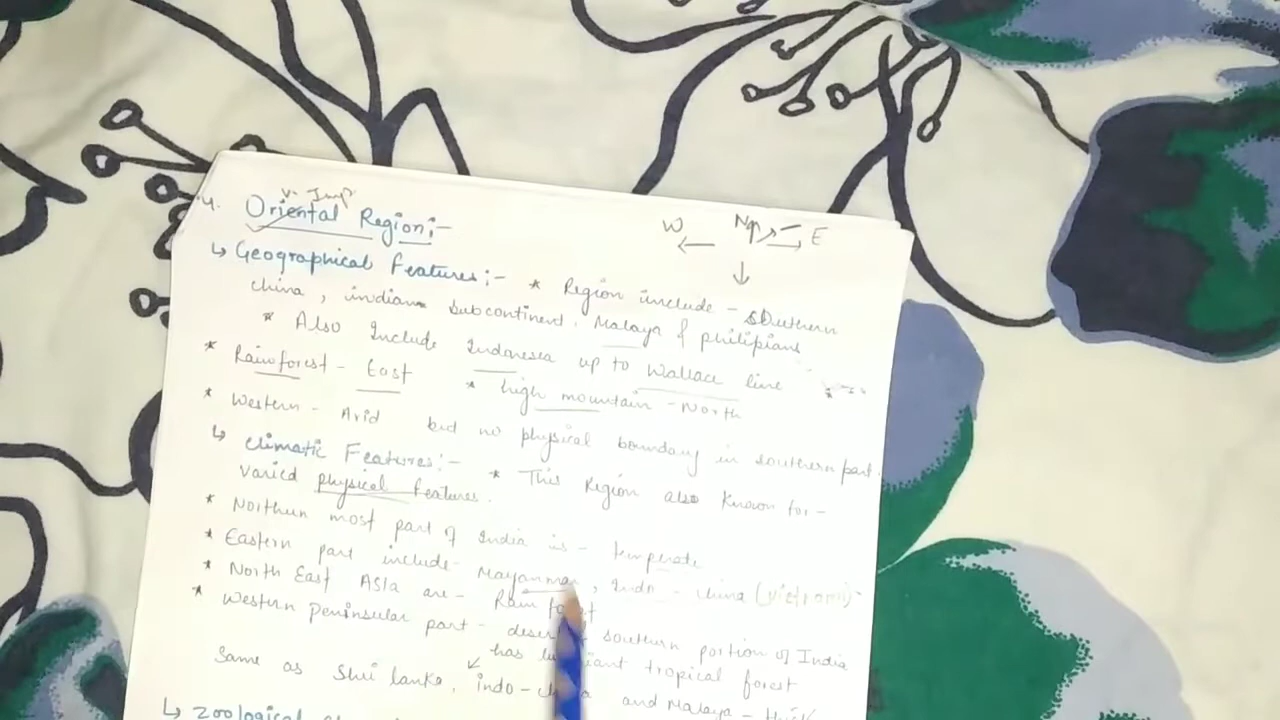 v. Imp
4. Oriental Region:-
W N E
↳ Geographical Features:- * Region include - southern
China, indian subcontinent. Malaya & philipians
* Also Include Indonesea up to Wallace line
* Rainforest - East * high mountain - North
* Western - Arid but no physical boundary in southern part.
↳ climatic Features:- * This Region also known for -
varied physical features.
* Northern most part of India is - temperate
* Eastern part include - Mayanmar, Indo - China (vietnam)
* North East Asia are - Rain forest
* Western peninsular part - desert southern portion of India
has tropical forest
Same as Shri lanka, indo - and Malaya -
↳ zoological